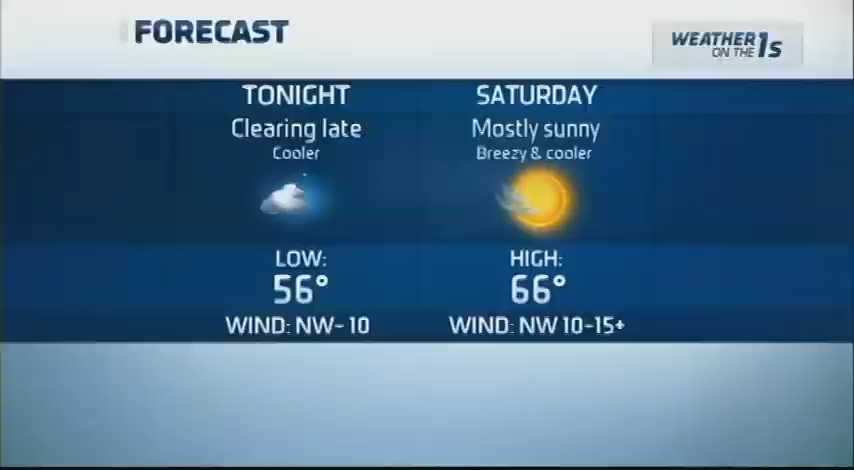 FORECAST
WEATHER
ON THE 1s
TONIGHT
Clearing late
Cooler
LOW:
56°
WIND: NW- 10
SATURDAY
Mostly sunny
Breezy & cooler
HIGH:
66°
WIND: NW 10-15+